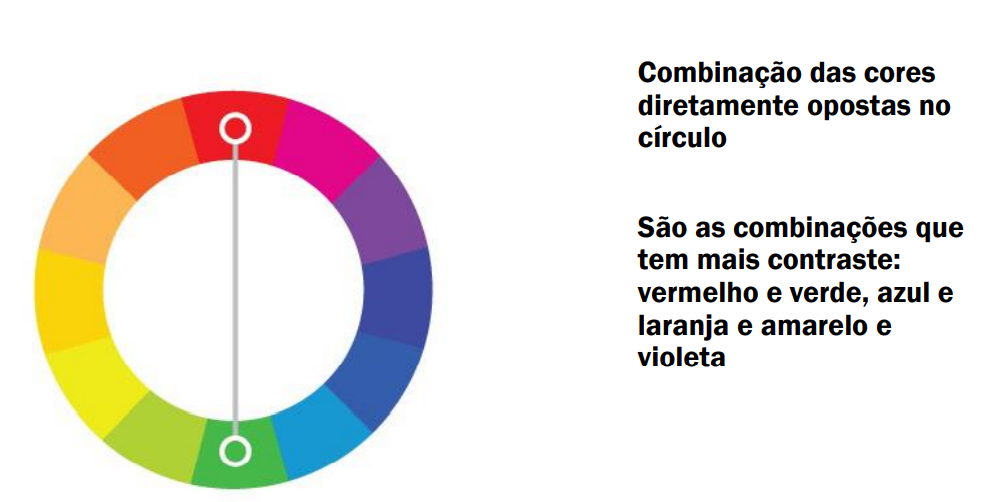 Combinação das cores
diretamente opostas no
círculo
São as combinações que
tem mais contraste:
vermelho e verde, azul e
laranja e amarelo e
violeta